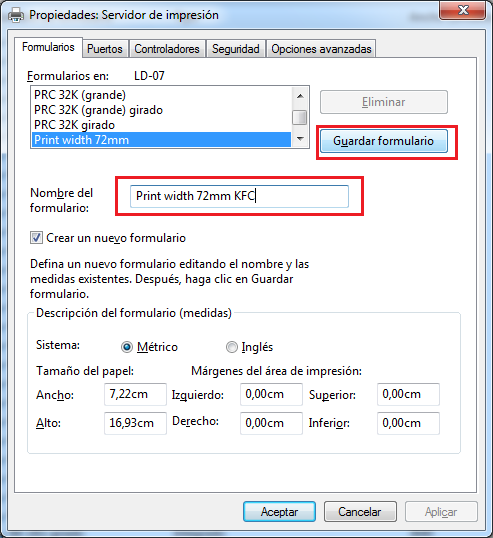 Propiedades: Servidor de impresión
Formularios Puertos Controladores Seguridad Opciones avanzadas
Formularios en: LD-07
PRC 32K (grande)
PRC 32K (grande) girado
PRC 32K girado
Print width 72mm
Eliminar
Guardar formulario
Nombre del
formulario:
Print width 72mm KFC
Crear un nuevo formulario
Defina un nuevo formulario editando el nombre y las
medidas existentes. Después, haga clic en Guardar
formulario.
Descripción del formulario (medidas)
Sistema: Métrico Inglés
Tamaño del papel: Márgenes del área de impresión:
Ancho: 7,22cm Izquierdo: 0,00cm Superior: 0,00cm
Alto: 16,93cm Derecho: 0,00cm Inferior: 0,00cm
Aceptar Cancelar Aplicar